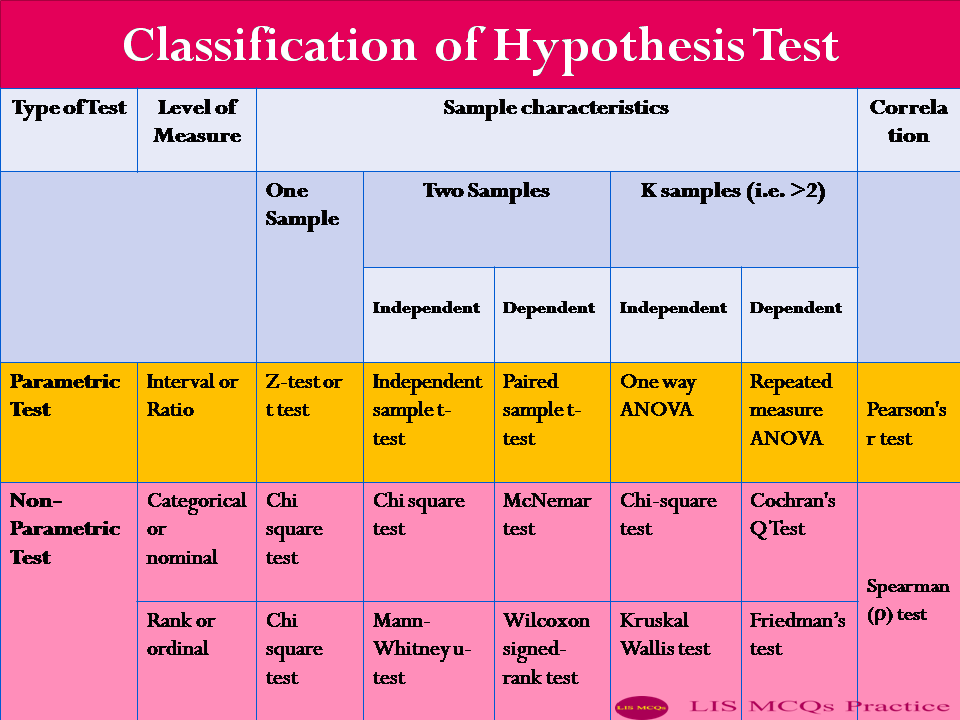 Classification of Hypothesis Test
Type of Test
Level of
Measure
Sample characteristics
Correla
tion
One
Sample
Two Samples
K samples (i.e. >2)
Independent
Dependent
Independent
Dependent
Parametric
Test
Interval or
Ratio
Z-test or
t test
Independent
sample t-
test
Paired
sample t-
test
One way
ANOVA
Repeated
measure
ANOVA
Pearson's
r test
Non-
Parametric
Test
Categorical
or
nominal
Chi
square
test
Chi square
test
McNemar
test
Chi-square
test
Cochran's
Q Test
Spearman
(ρ) test
Rank or
ordinal
Chi
square
test
Mann-
Whitney u-
test
Wilcoxon
signed-
rank test
Kruskal
Wallis test
Friedman's
test
LIS MCQs
LIS MCQs Practice